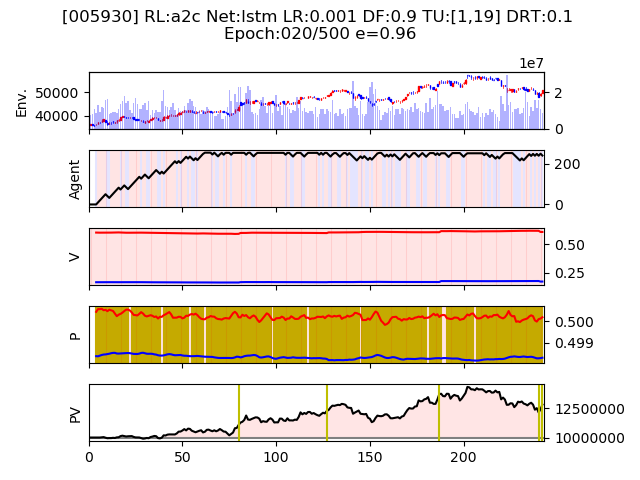 [005930] RL:a2c Net:lstm LR:0.001 DF:0.9 TU:[1,19] DRT:0.1
Epoch:020/500 e=0.96
1e7
Env.
50000
40000
2
0
Agent
200
0
V
0.50
0.25
P
0.500
0.499
PV
12500000
10000000
0 50 100 150 200